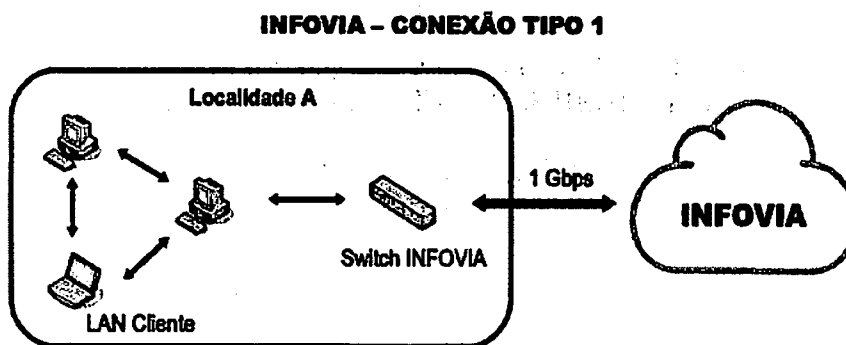 INFOVIA – CONEXÃO TIPO 1
Localidade A
1 Gbps
INFOVIA
Switch INFOVIA
LAN Cliente